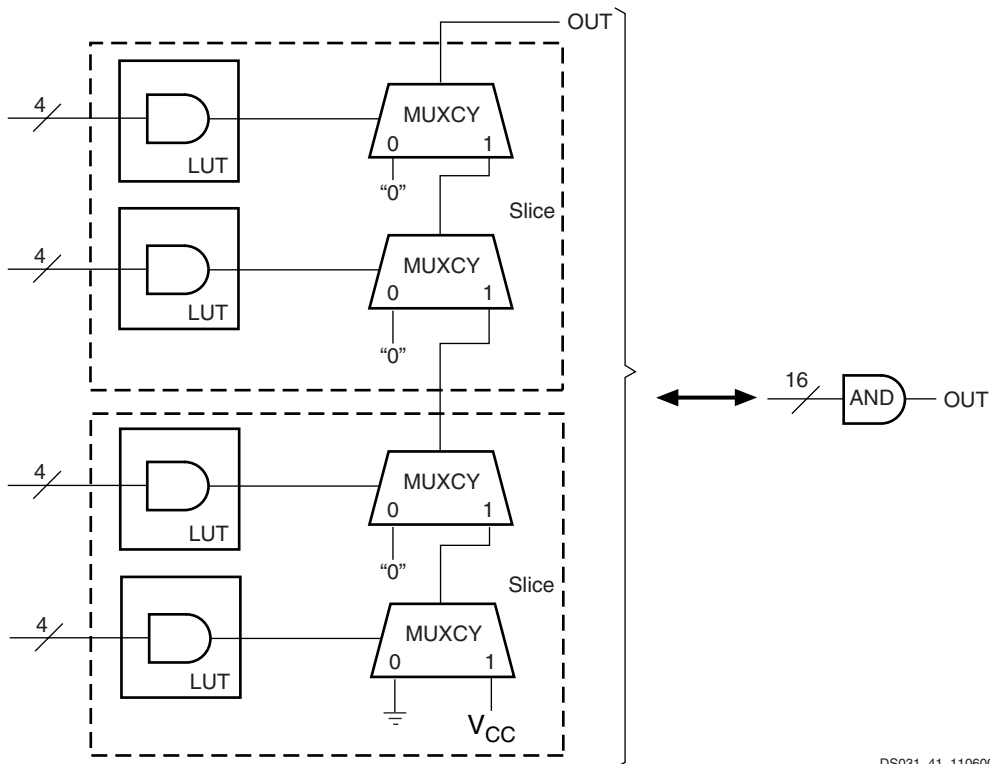 OUT
4
LUT
MUXCY
0 1
“0”
Slice
4
LUT
MUXCY
0 1
“0”
16
AND
OUT
4
LUT
MUXCY
0 1
“0”
Slice
4
LUT
MUXCY
0 1
VCC
DS031_41_110600